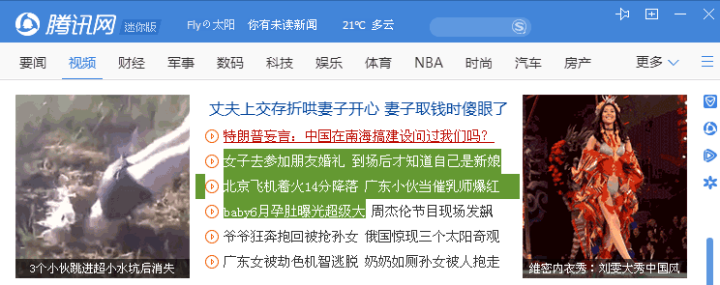 腾讯网 迷你版 Fly の太阳 你有未读新闻 21℃ 多云
要闻 视频 财经 军事 数码 科技 娱乐 体育 NBA 时尚 汽车 房产 更多
丈夫上交存折哄妻子开心 妻子取钱时傻眼了
特朗普妄言：中国在南海搞建设问过我们吗？
女子去参加朋友婚礼 到场后才知道自己是新娘
北京飞机着火14分降落 广东小伙当催乳师爆红
baby6月孕肚曝光超级大 周杰伦节目现场发飙
爷爷狂奔抱回被抢孙女 俄国惊现三个太阳奇观
广东女被劫色机智逃脱 奶奶如厕孙女被人抱走
3个小伙跳进超小水坑后消失
维密内衣秀：刘雯大秀中国风